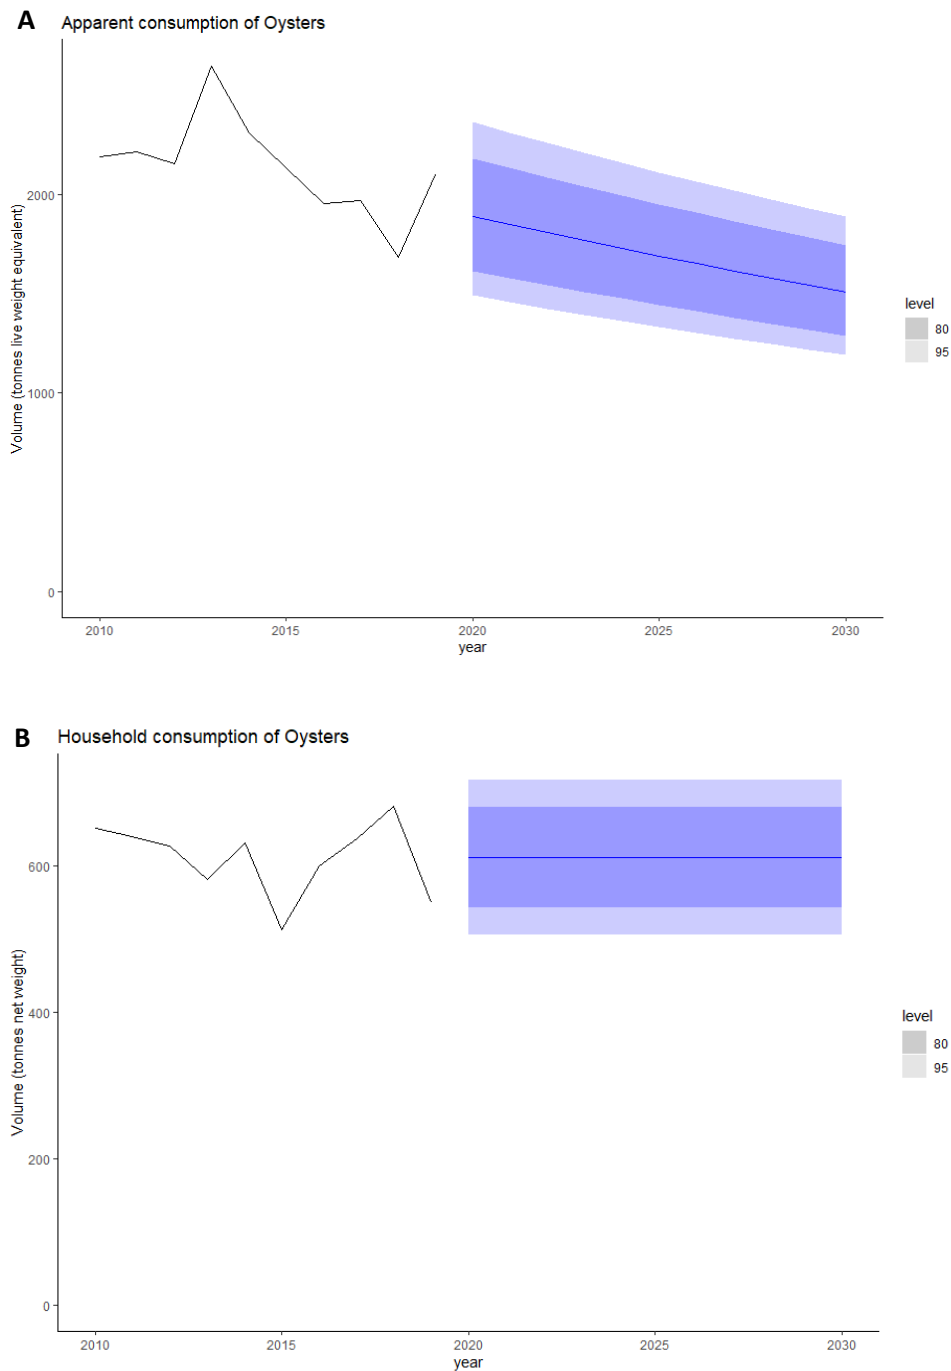 A Apparent consumption of Oysters
Volume (tonnes live weight equivalent)
2000
1000
0
2010 2015 2020 2025 2030
year
level
80
95
B Household consumption of Oysters
Volume (tonnes net weight)
600
400
200
0
2010 2015 2020 2025 2030
year
level
80
95